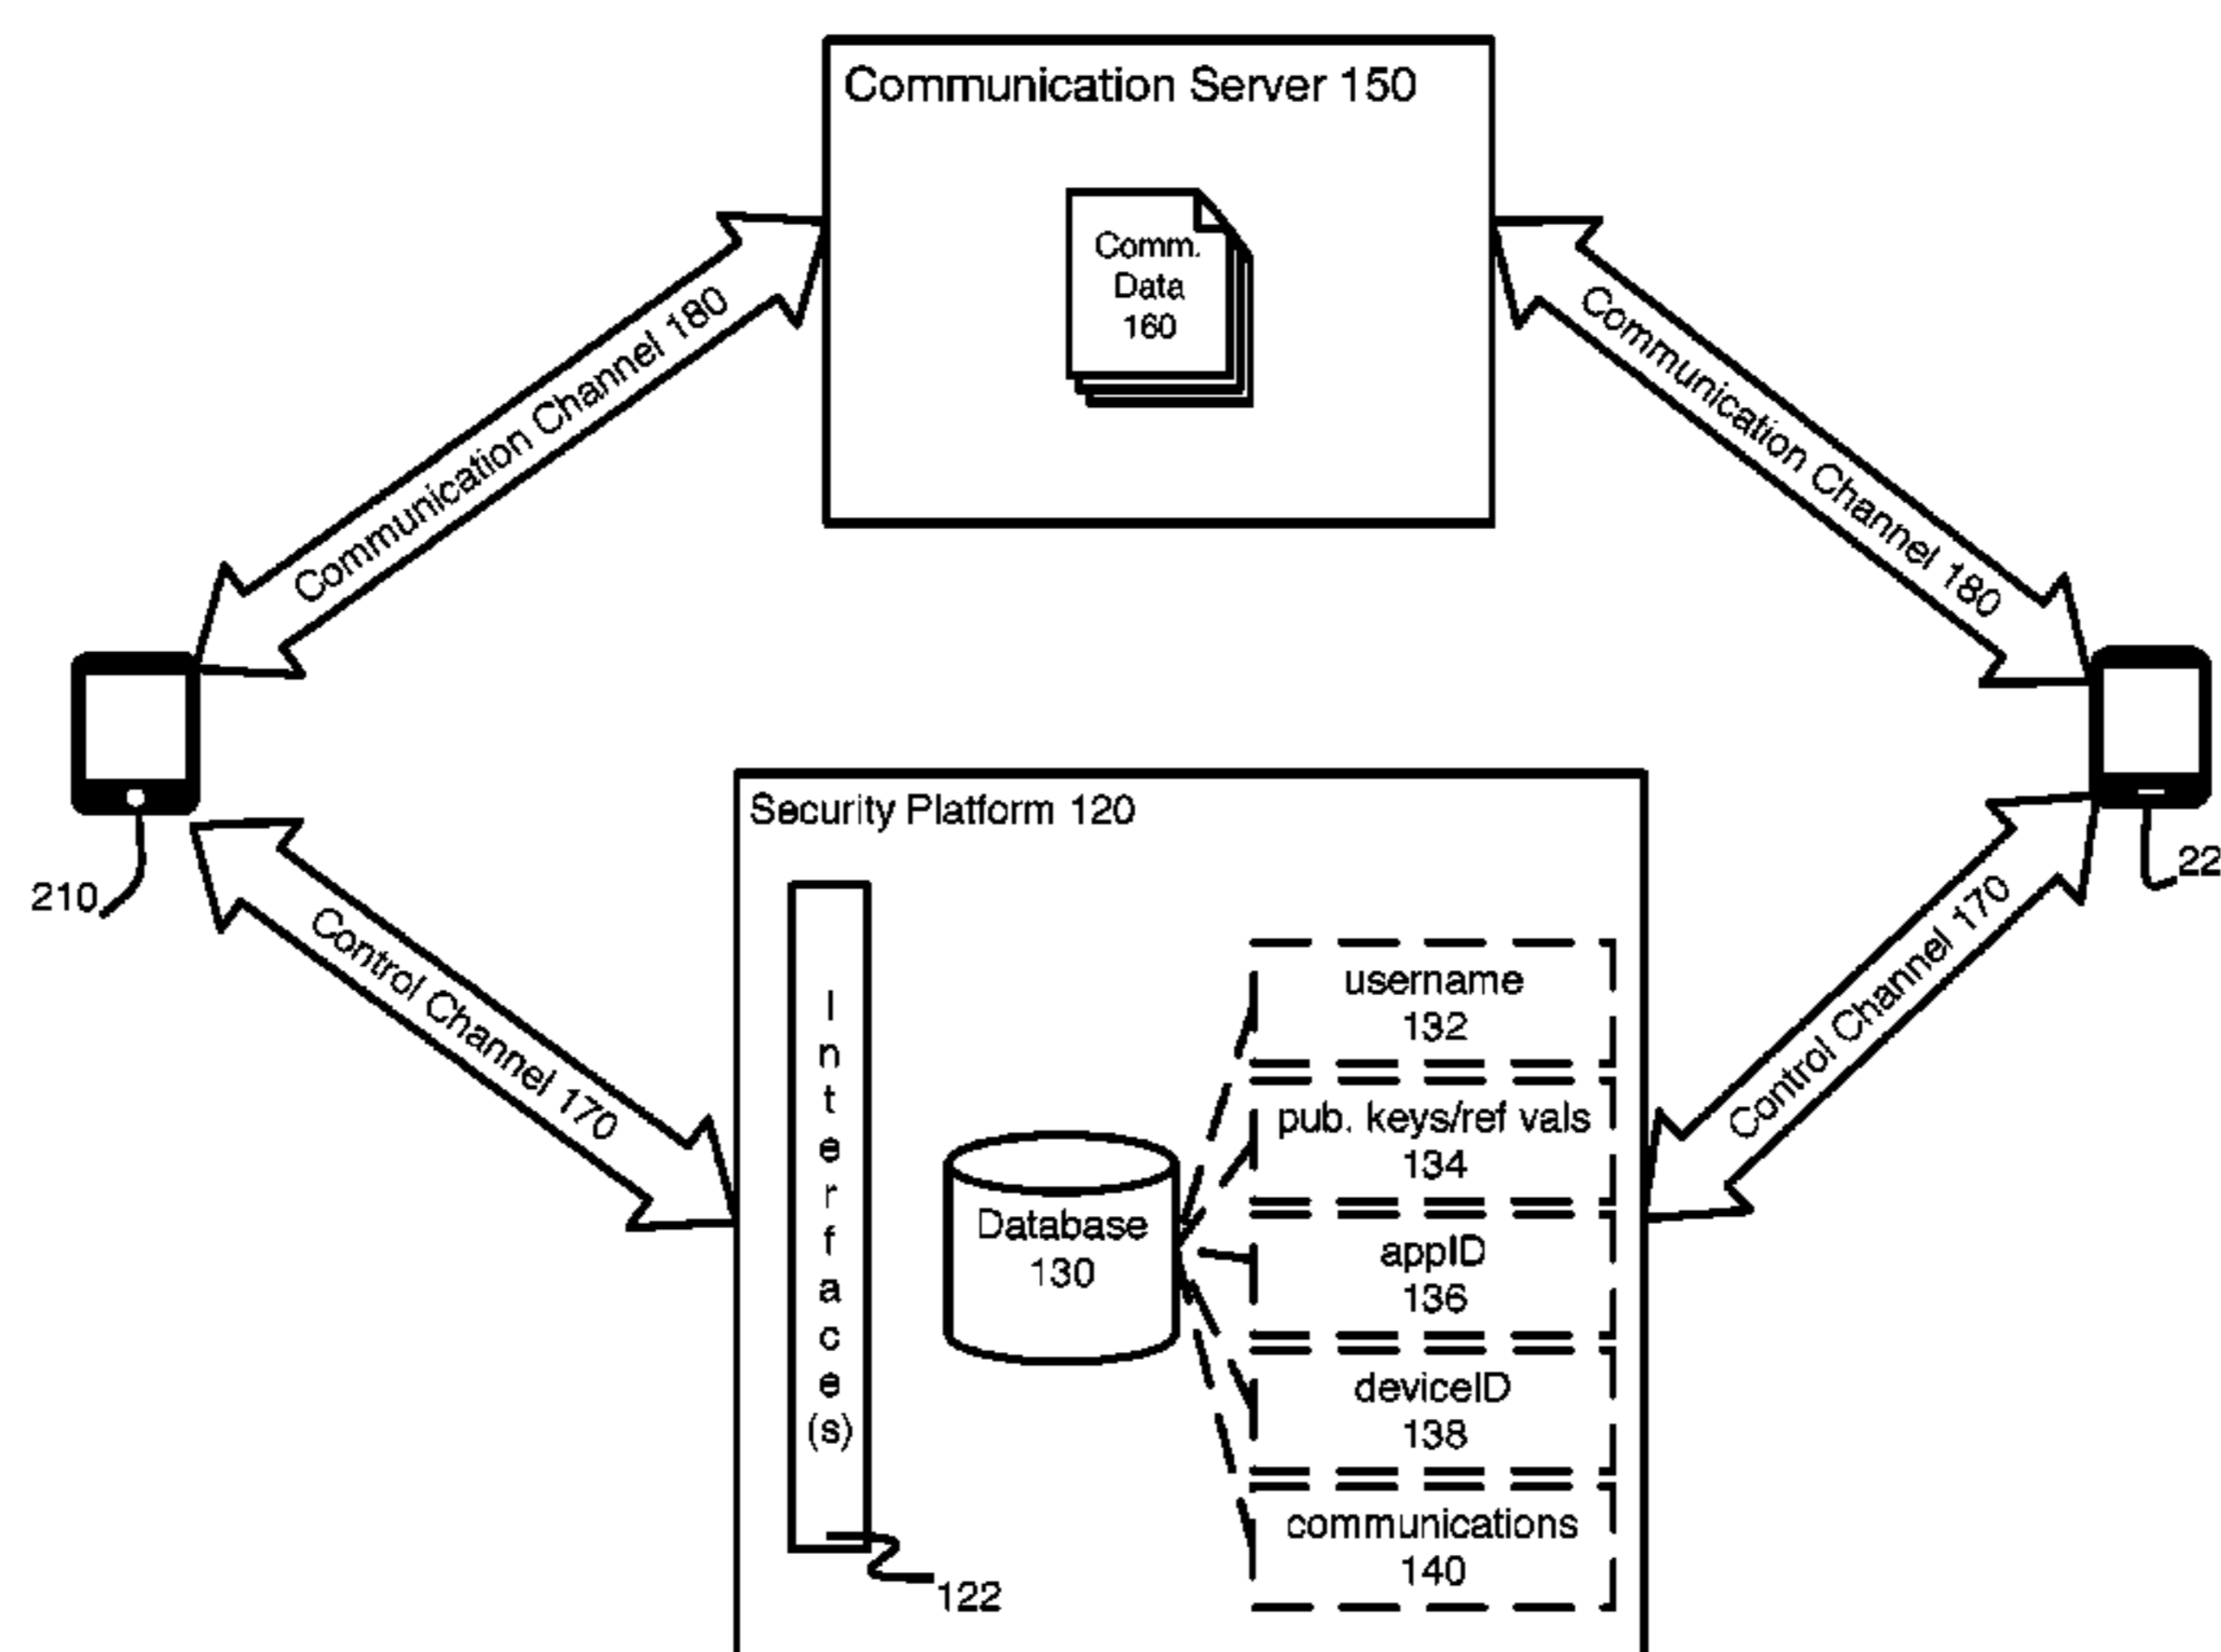 Communication Server 150
Comm.
Data
160
Communication Channel 180
Communication Channel 180
210
22
Security Platform 120
Control Channel 170
Control Channel 170
Interface(s)
122
Database
130
username
132
pub. keys/ref vals
134
appID
136
deviceID
138
communications
140